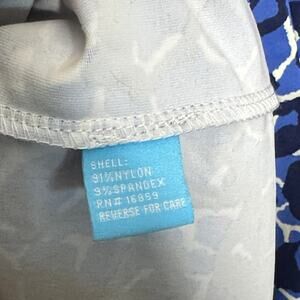 SHELL:
91%NYLON
9%SPANDEX
RN# 16859
REVERSE FOR CARE